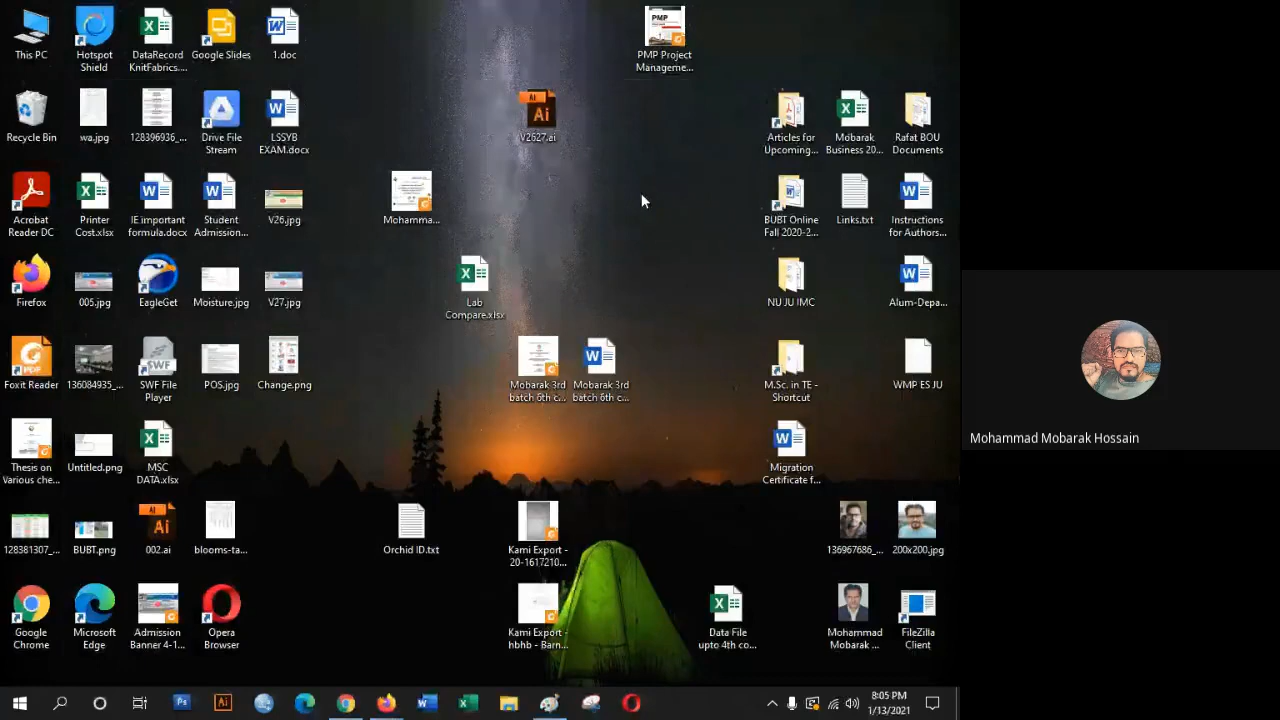 This PC
Hotspot
Shield
DataRecord
KnitFabrics....
Google Slides
1.doc
PMP
PMP Project
Manageme...
Recycle Bin
wa.jpg
128396936_...
Drive File
Stream
LSSYB
EXAM.docx
Ai
V2627.ai
Articles for
Upcoming...
Mobarak
Business 20...
Rafat BOU
Documents
Acrobat
Reader DC
Printer
Cost.xlsx
IE important
formula.docx
Student
Admission...
V26.jpg
Mohamma...
BUBT Online
Fall 2020-2...
Links.txt
Instructions
for Authors...
Firefox
005.jpg
EagleGet
Moisture.jpg
V27.jpg
Lab
Compare.xlsx
NU JU IMC
Alum-Depa...
PDF
Foxit Reader
136084935_...
SWF
SWF File
Player
POS.jpg
Change.png
Mobarak 3rd
batch 6th c...
Mobarak 3rd
batch 6th c...
M.Sc. in TE -
Shortcut
WMP ES JU
Thesis on
Various che...
Untitled.png
MSC
DATA.xlsx
Migration
Certificate f...
128381307_...
BUBT.png
Ai
002.ai
blooms-ta...
Orchid ID.txt
Kami Export -
20-1617210...
136967686_...
200x200.jpg
Google
Chrome
Microsoft
Edge
Admission
Banner 4-1...
Opera
Browser
Kami Export -
hbhb - Barn...
Data File
upto 4th co...
Mohammad
Mobarak ...
FileZilla
Client
Mohammad Mobarak Hossain
Ps
Ai
8:05 PM
1/13/2021